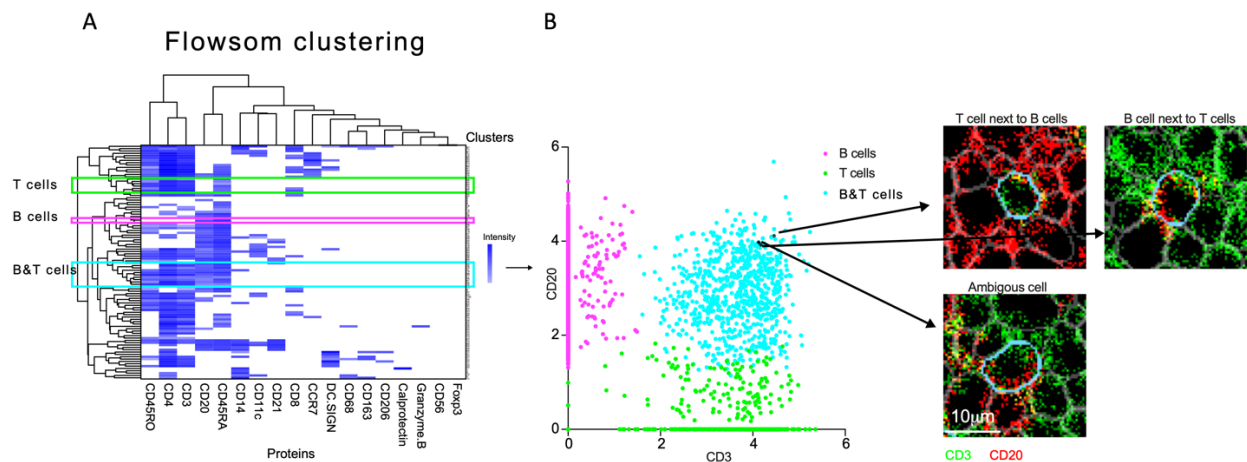 A
Flowsom clustering
Clusters
T cells
B cells
B&T cells
Intensity
CD45RO
CD4
CD3
CD20
CD45RA
CD14
CD11c
CD21
CD8
CCR7
DC.SIGN
CD68
CD163
CD206
Calprotectin
Granzyme.B
CD56
Foxp3
Proteins
B
B cells
T cells
B&T cells
6
4
2
0
CD20
0
2
4
6
CD3
T cell next to B cells
B cell next to T cells
Ambigous cell
10μm
CD3
CD20